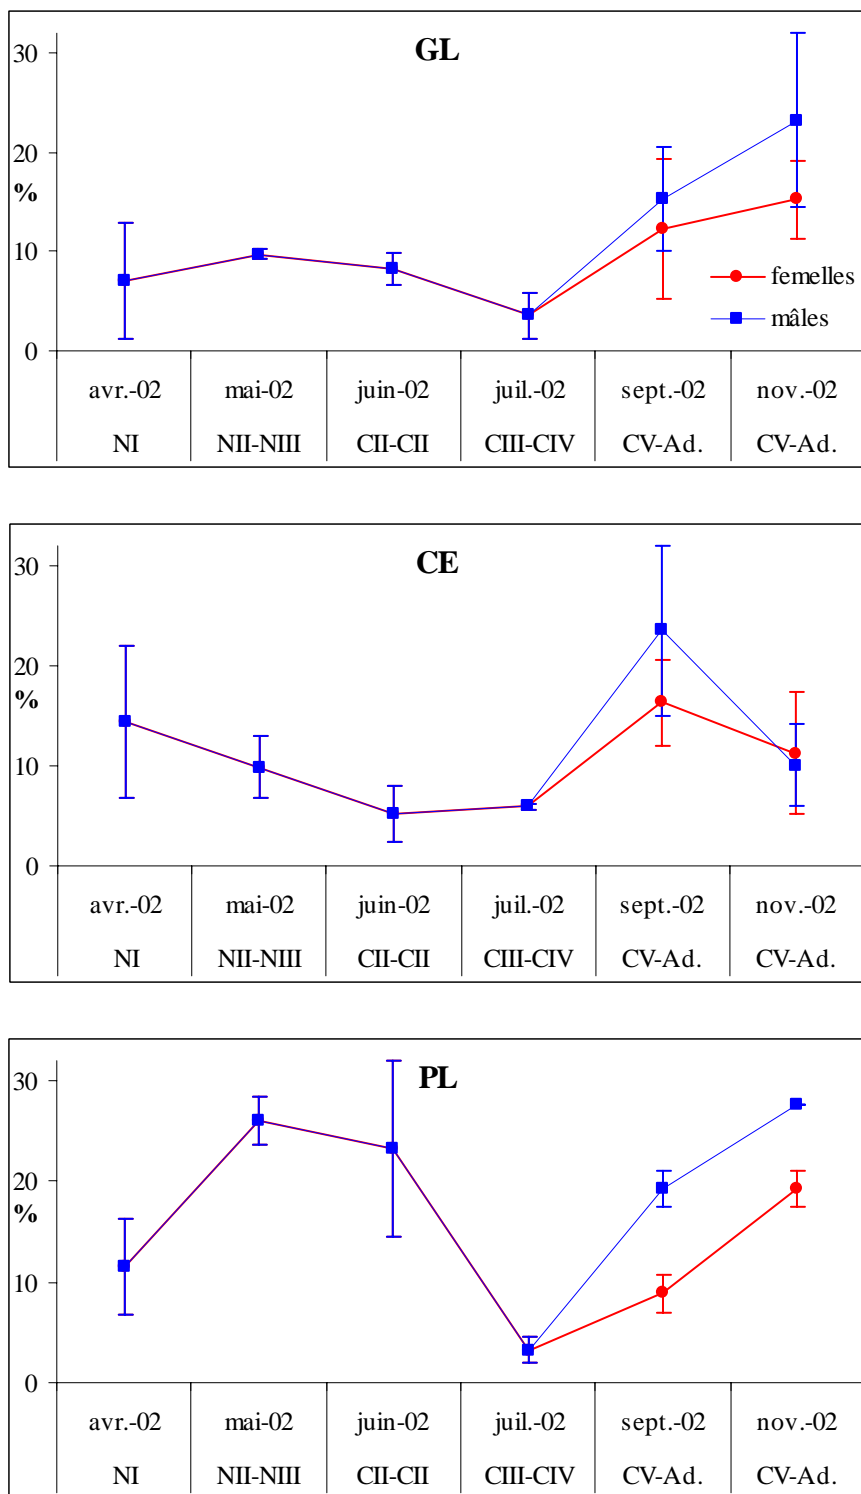 GL
30
20
%
10
0
femelles
mâles
avr.-02 mai-02 juin-02 juil.-02 sept.-02 nov.-02
NI NII-NIII CII-CII CIII-CIV CV-Ad. CV-Ad.
CE
30
20
%
10
0
avr.-02 mai-02 juin-02 juil.-02 sept.-02 nov.-02
NI NII-NIII CII-CII CIII-CIV CV-Ad. CV-Ad.
PL
30
20
%
10
0
avr.-02 mai-02 juin-02 juil.-02 sept.-02 nov.-02
NI NII-NIII CII-CII CIII-CIV CV-Ad. CV-Ad.